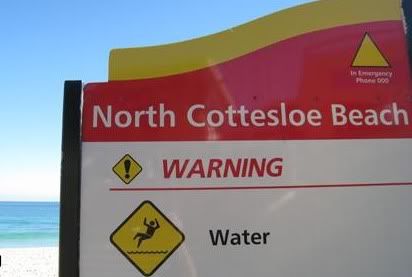 In Emergency
Phone 000
North Cottesloe Beach
WARNING
Water